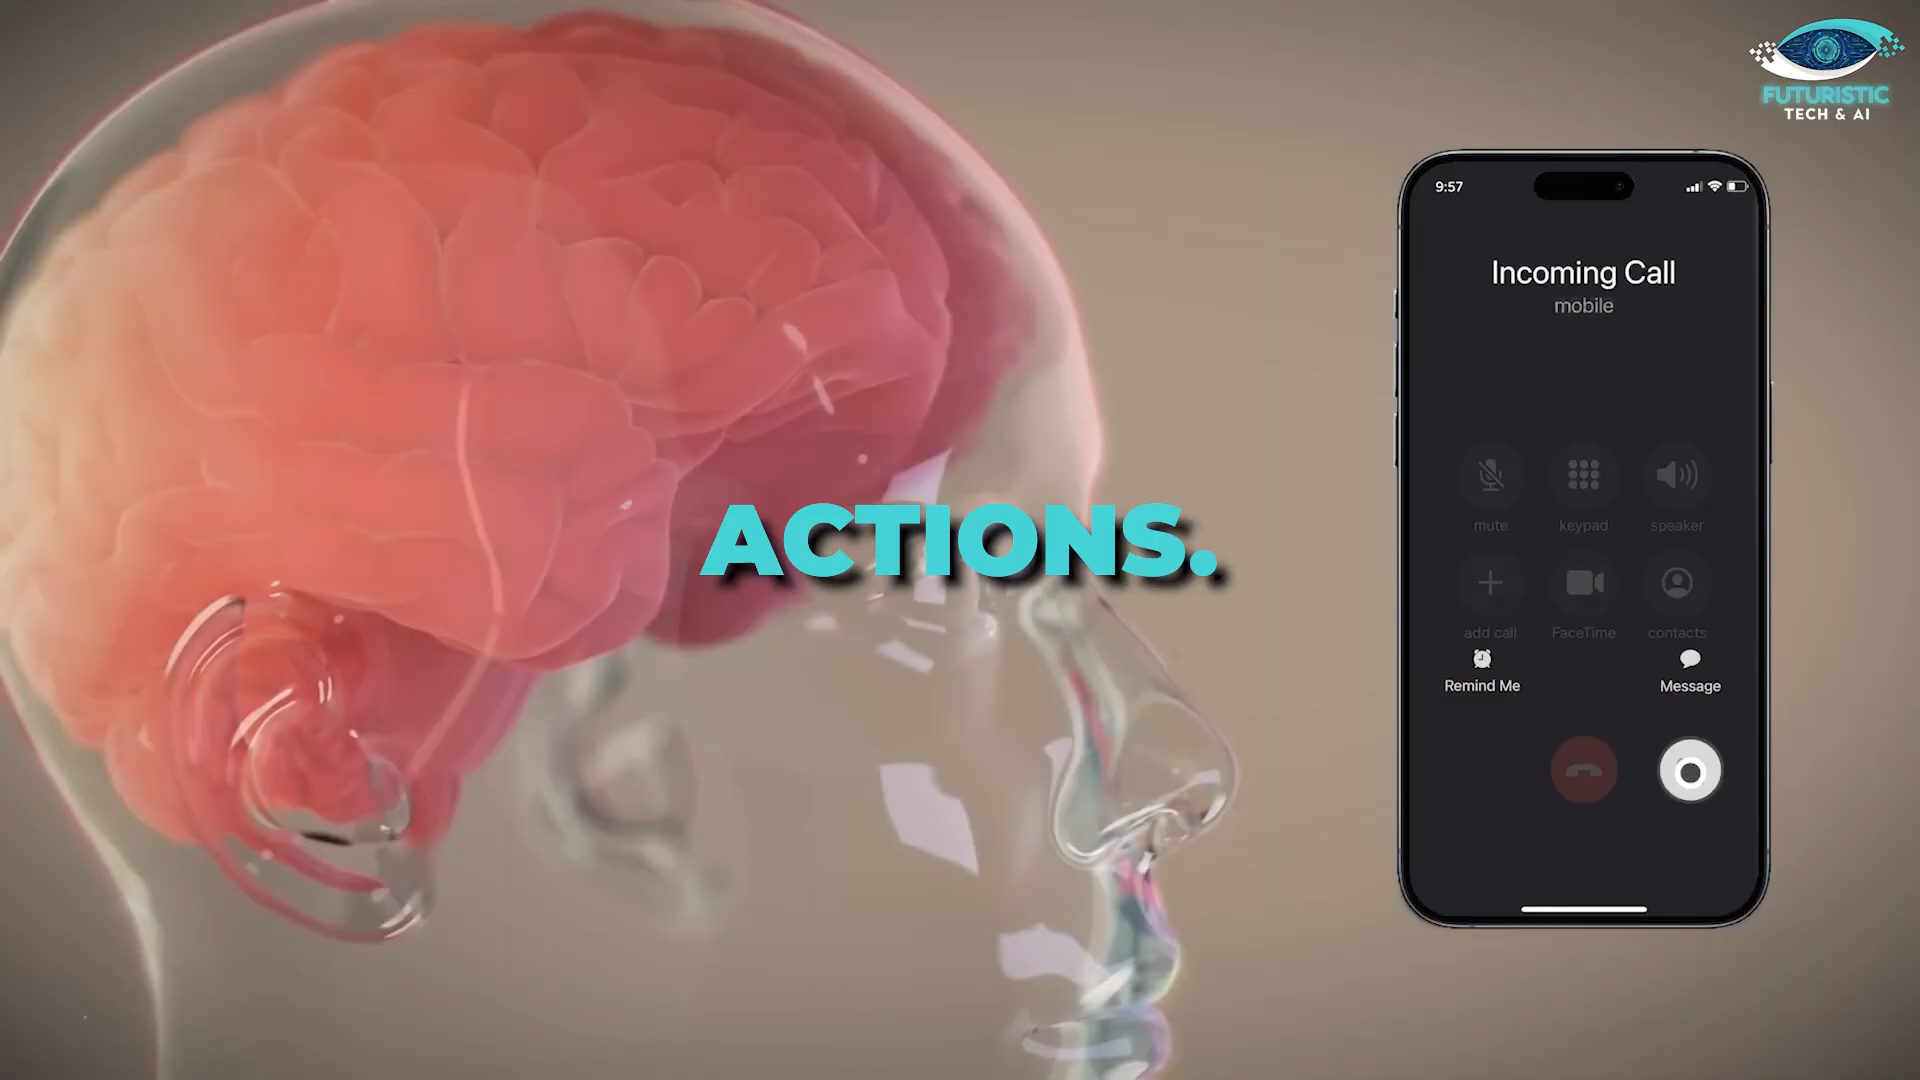 FUTURISTIC
TECH & AI
9:57
Incoming Call
mobile
mute keypad speaker
add call FaceTime contacts
Remind Me Message
ACTIONS.